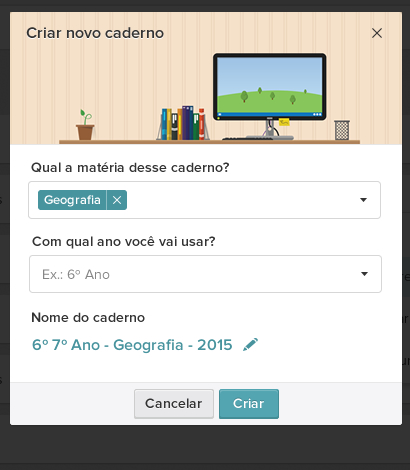 Criar novo caderno
Qual a matéria desse caderno?
Geografia
Com qual ano você vai usar?
Ex.: 6º Ano
Nome do caderno
6º 7º Ano - Geografia - 2015
Cancelar
Criar